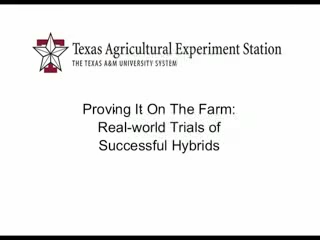 Texas Agricultural Experiment Station
THE TEXAS A&M UNIVERSITY SYSTEM
Proving It On The Farm:
Real-world Trials of
Successful Hybrids